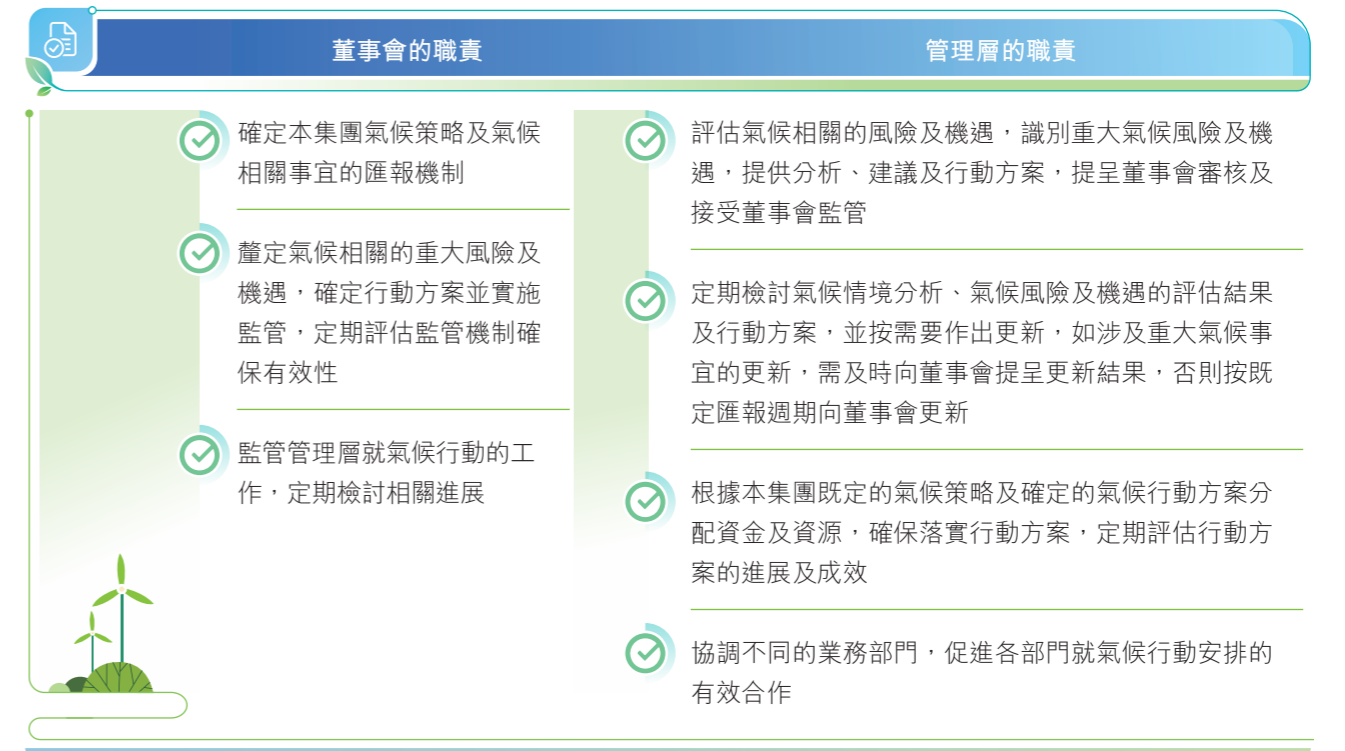 董事會的職責
管理層的職責
確定本集團氣候策略及氣候
相關事宜的匯報機制
釐定氣候相關的重大風險及
機遇，確定行動方案並實施
監管，定期評估監管機制確
保有效性
監管管理層就氣候行動的工
作，定期檢討相關進展
評估氣候相關的風險及機遇，識別重大氣候風險及機
遇，提供分析、建議及行動方案，提呈董事會審核及
接受董事會監管
定期檢討氣候情境分析、氣候風險及機遇的評估結果
及行動方案，並按需要作出更新，如涉及重大氣候事
宜的更新，需及時向董事會提呈更新結果，否則按既
定匯報週期向董事會更新
根據本集團既定的氣候策略及確定的氣候行動方案分
配資金及資源，確保落實行動方案，定期評估行動方
案的進展及成效
協調不同的業務部門，促進各部門就氣候行動安排的
有效合作